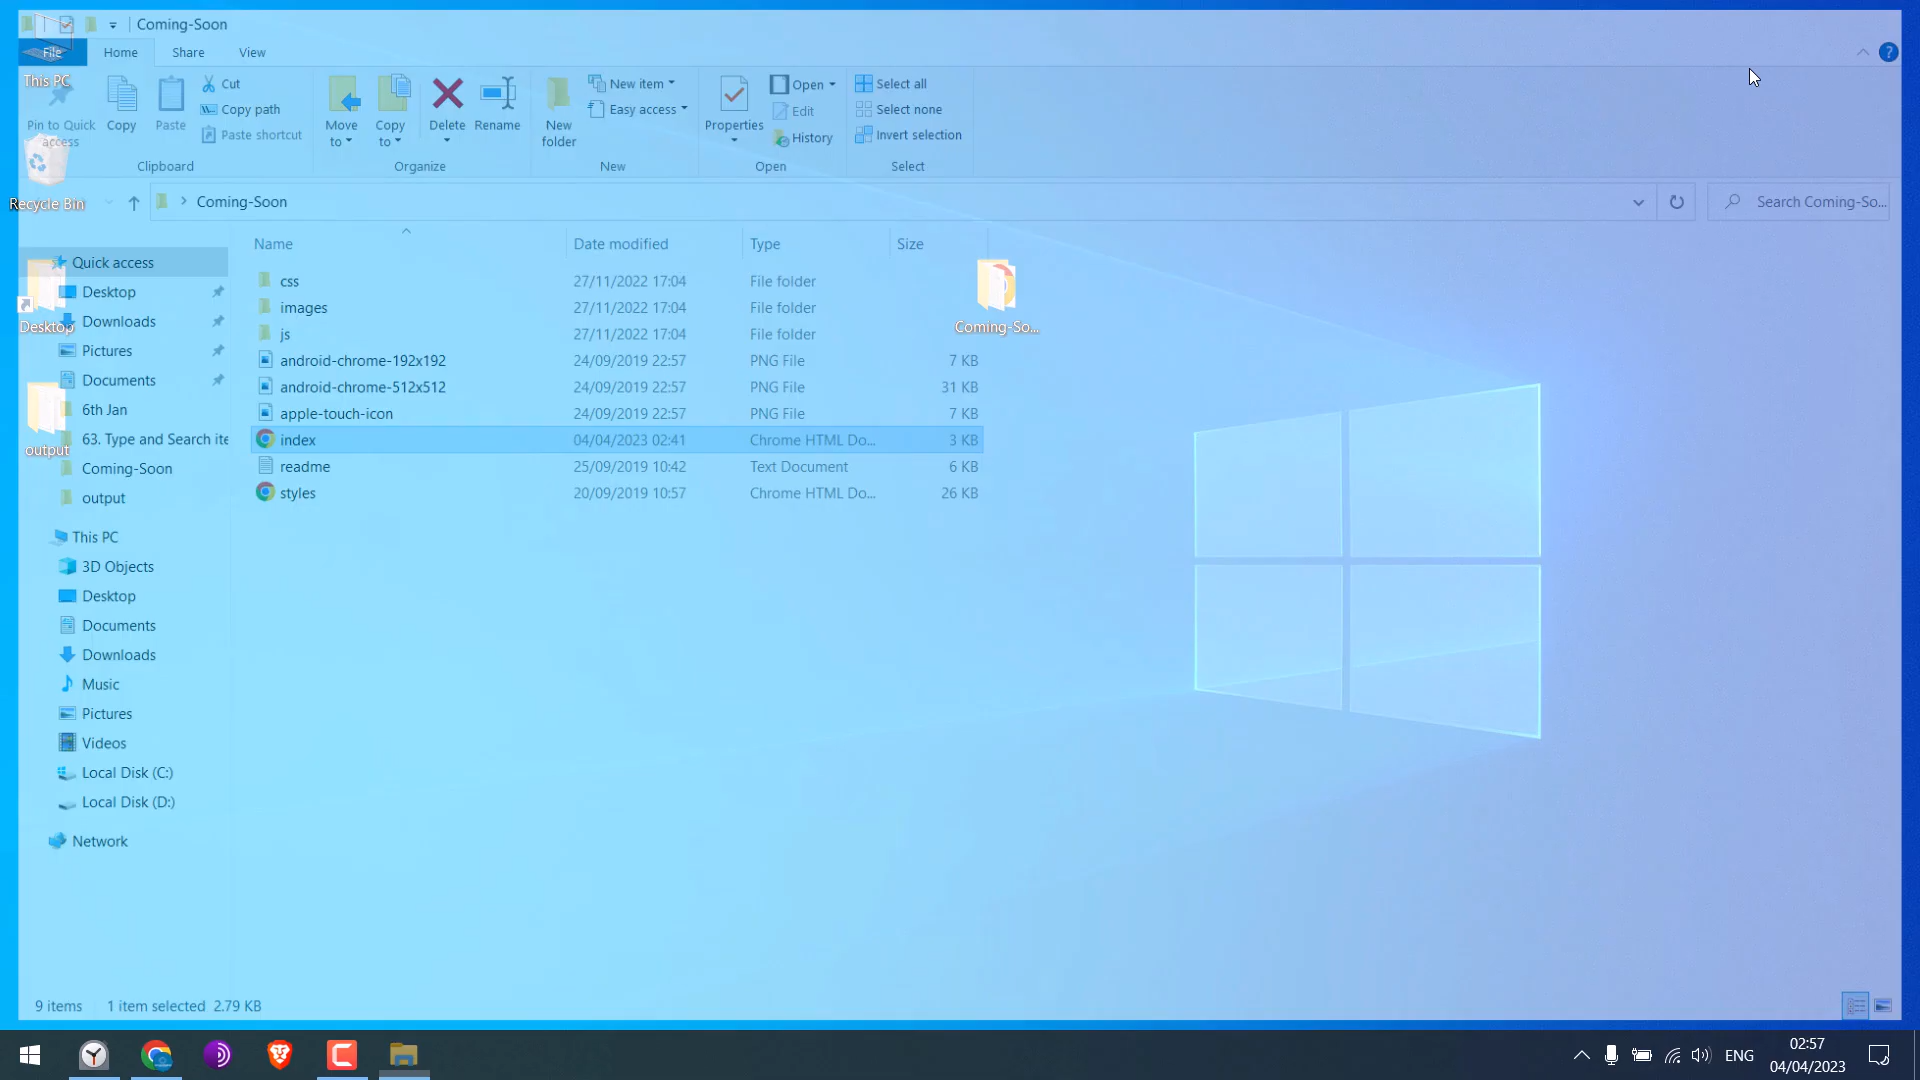 Coming-Soon
File
Home
Share
View
This PC
Pin to Quick access
Copy
Paste
Cut
Copy path
Paste shortcut
Clipboard
Move to
Copy to
Delete
Rename
Organize
New folder
New item
Easy access
New
Properties
Open
Edit
History
Open
Select all
Select none
Invert selection
Select
Recycle Bin
Coming-Soon
Search Coming-So...
Name
Date modified
Type
Size
Quick access
Desktop
Downloads
Pictures
Documents
6th Jan
63. Type and Search ite
Coming-Soon
output
This PC
3D Objects
Desktop
Documents
Downloads
Music
Pictures
Videos
Local Disk (C:)
Local Disk (D:)
Network
Desktop
output
css 27/11/2022 17:04 File folder
images 27/11/2022 17:04 File folder
js 27/11/2022 17:04 File folder
android-chrome-192x192 24/09/2019 22:57 PNG File 7 KB
android-chrome-512x512 24/09/2019 22:57 PNG File 31 KB
apple-touch-icon 24/09/2019 22:57 PNG File 7 KB
index 04/04/2023 02:41 Chrome HTML Do... 3 KB
readme 25/09/2019 10:42 Text Document 6 KB
styles 20/09/2019 10:57 Chrome HTML Do... 26 KB
Coming-So...
9 items 1 item selected 2.79 KB
ENG
02:57
04/04/2023